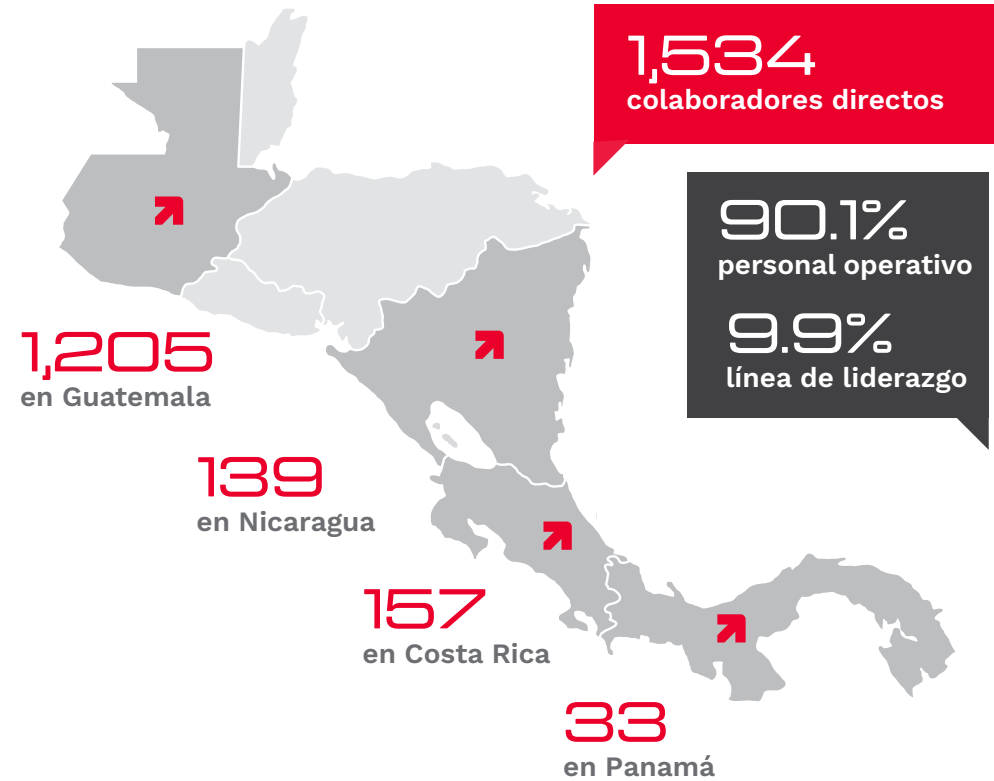 1,534
colaboradores directos
90.1%
personal operativo
9.9%
línea de liderazgo
1,205
en Guatemala
139
en Nicaragua
157
en Costa Rica
33
en Panamá